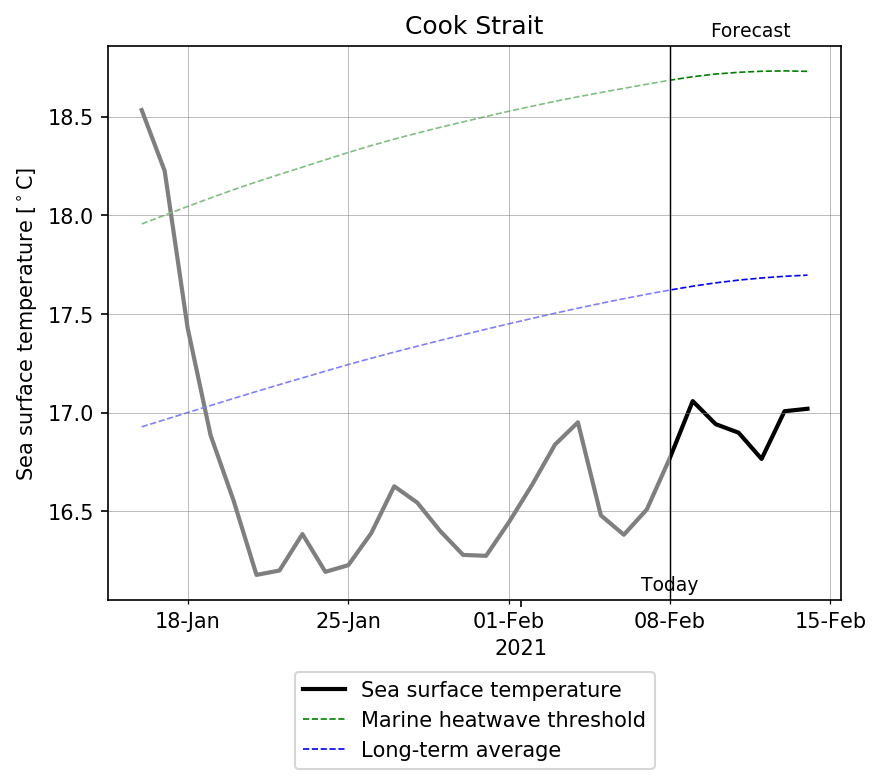 Cook Strait
Forecast
Sea surface temperature [°C]
18.5
18.0
17.5
17.0
16.5
Today
18-Jan
25-Jan
01-Feb
08-Feb
15-Feb
2021
Sea surface temperature
Marine heatwave threshold
Long-term average